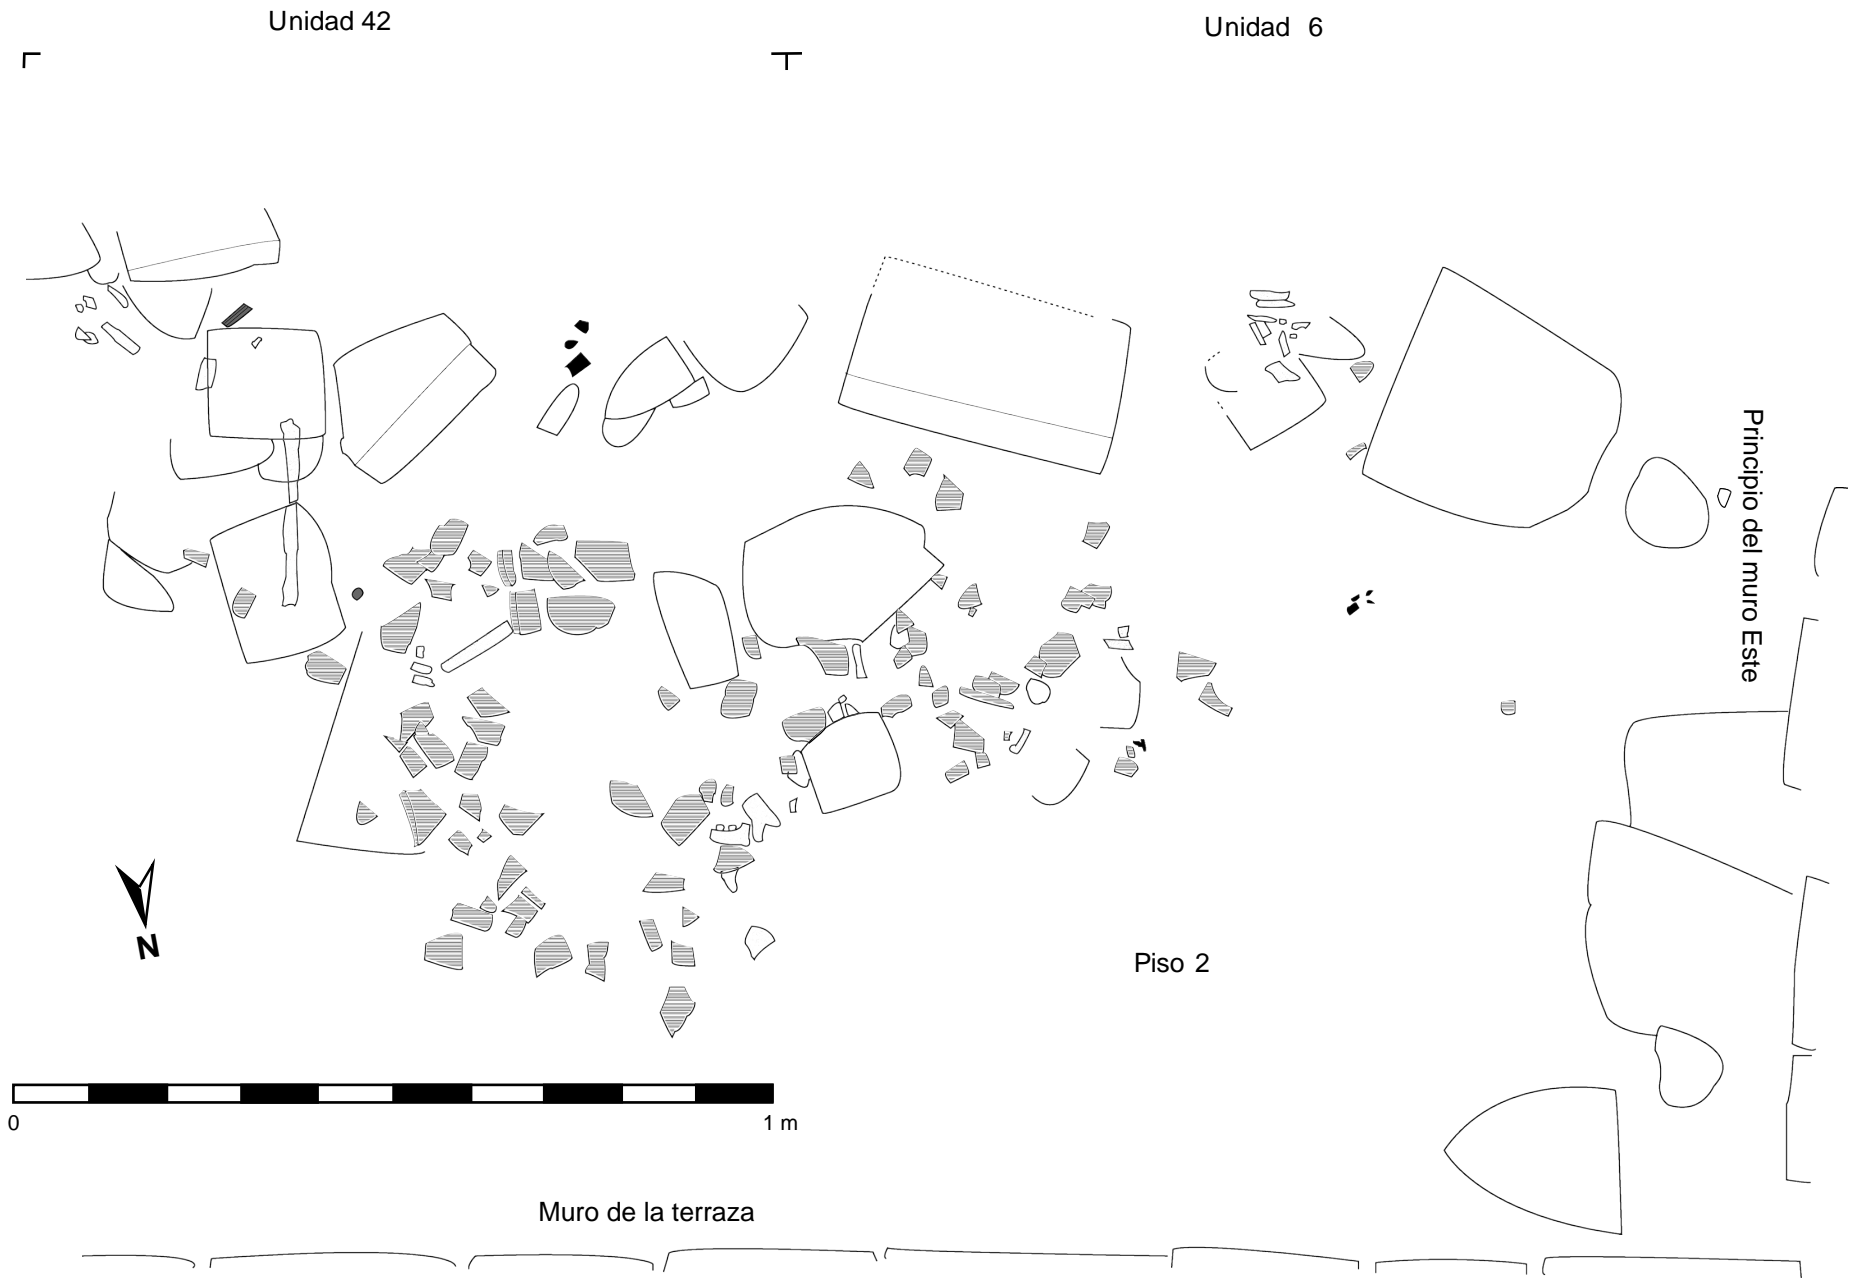 Unidad 42
Unidad 6
Principio del muro Este
N
Piso 2
0 1 m
Muro de la terraza